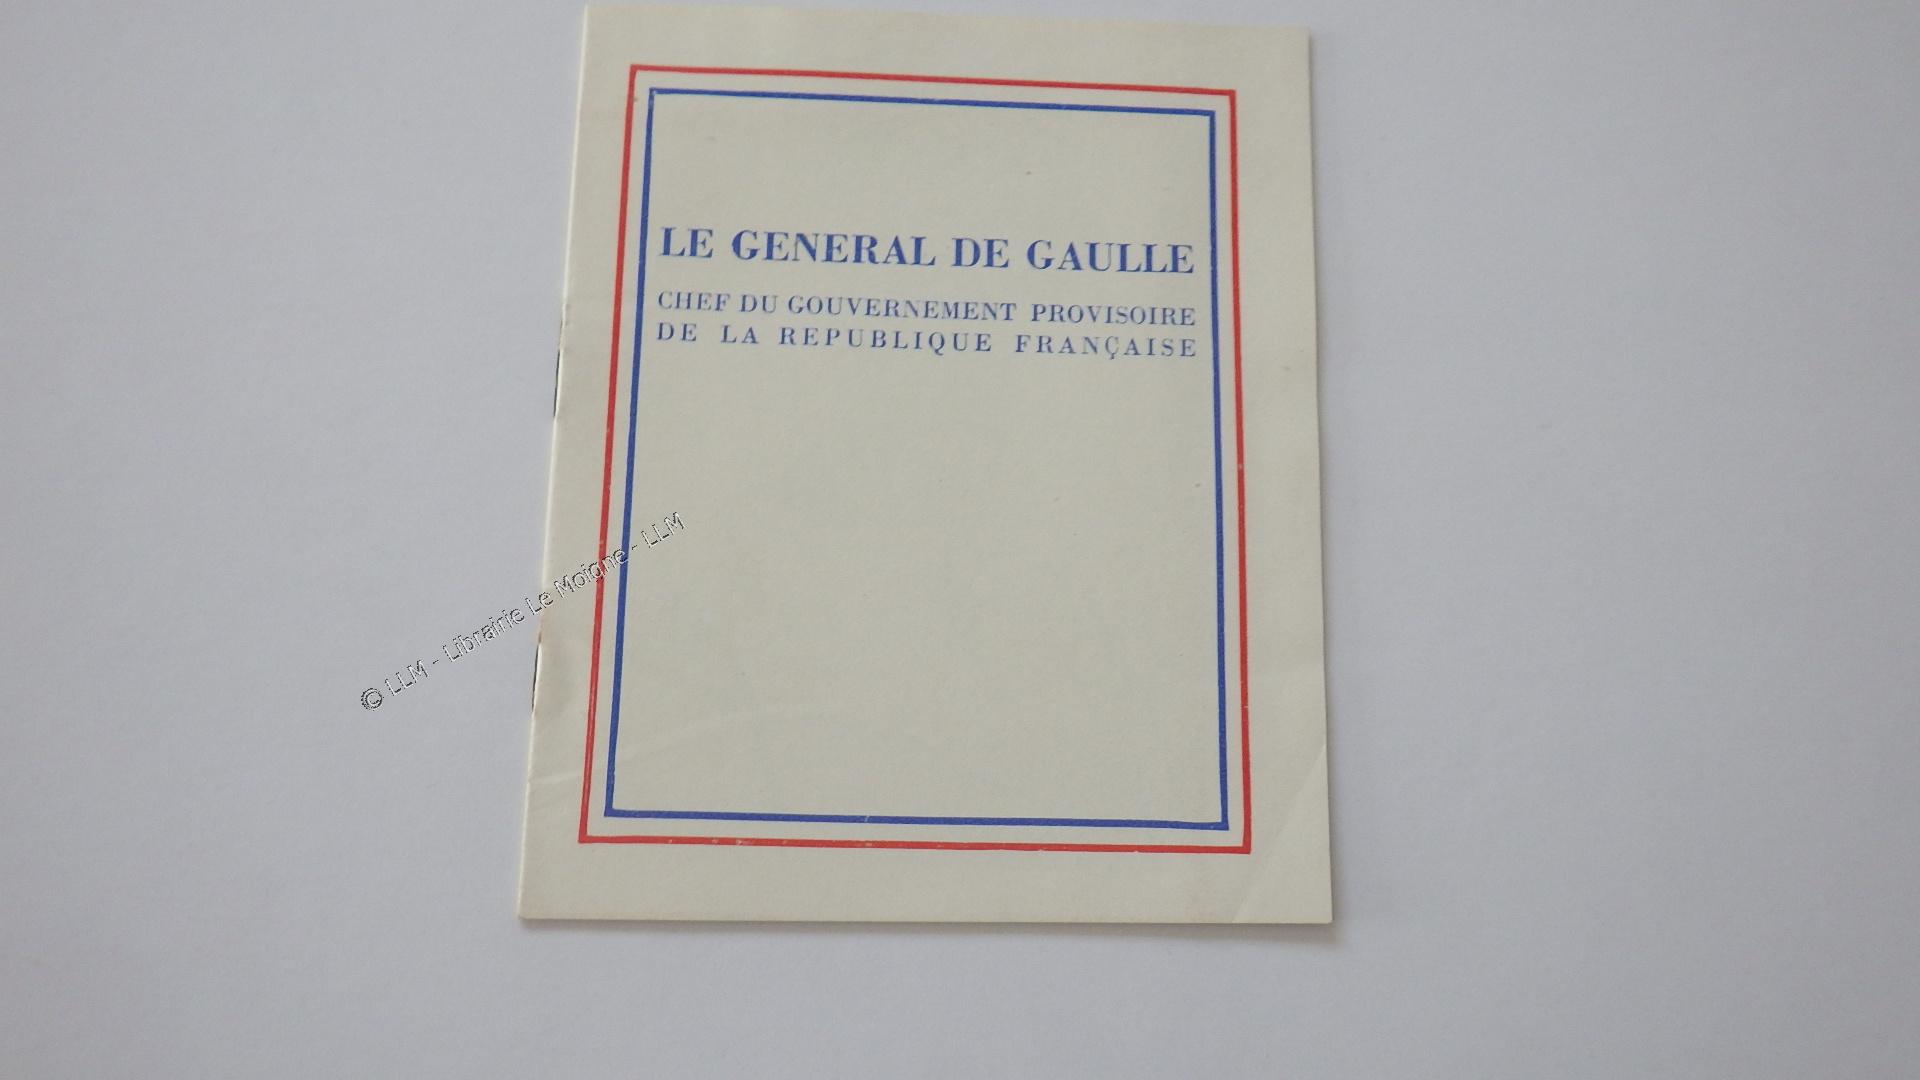 LE GENERAL DE GAULLE
CHEF DU GOUVERNEMENT PROVISOIRE
DE LA REPUBLIQUE FRANÇAISE
© LLM - Librairie Le Moigne - LLM